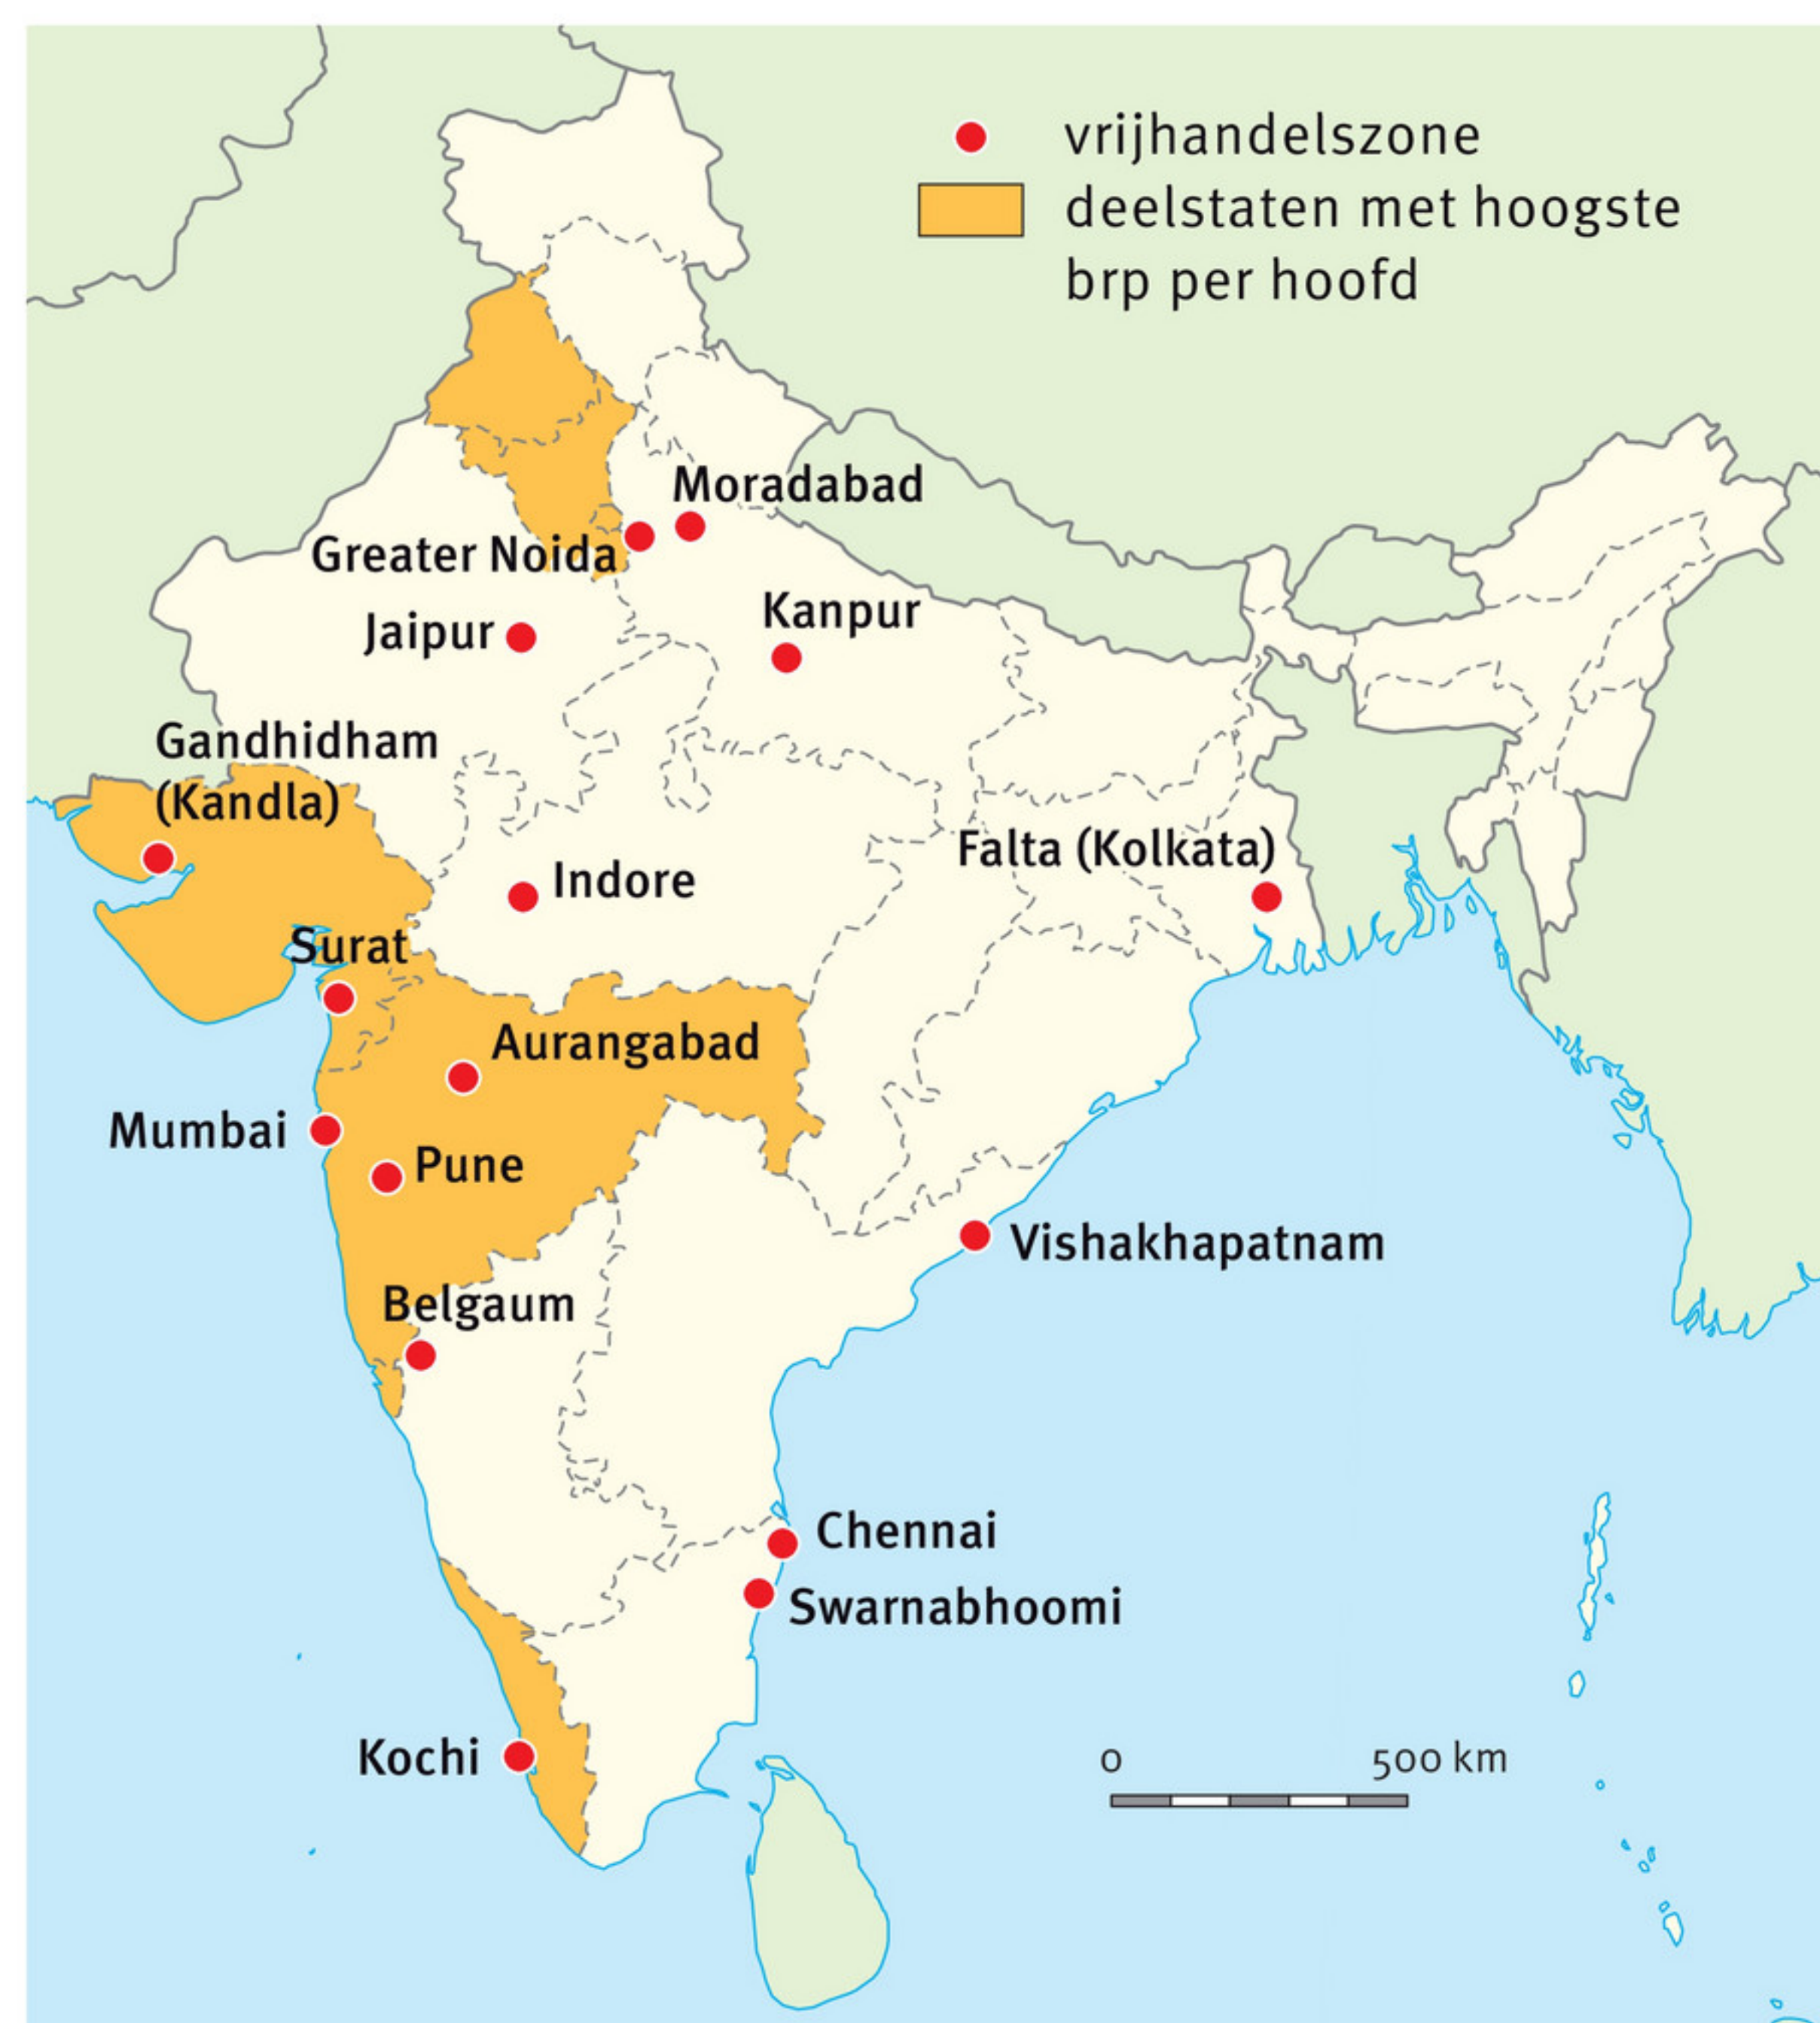 vrijhandelszone
deelstaten met hoogste
brp per hoofd
Moradabad
Greater Noida
Kanpur
Jaipur
Gandhidham
(Kandla)
Falta (Kolkata)
Indore
Surat
Aurangabad
Mumbai
Pune
Vishakhapatnam
Belgaum
Chennai
Swarnabhoomi
Kochi
0 500 km